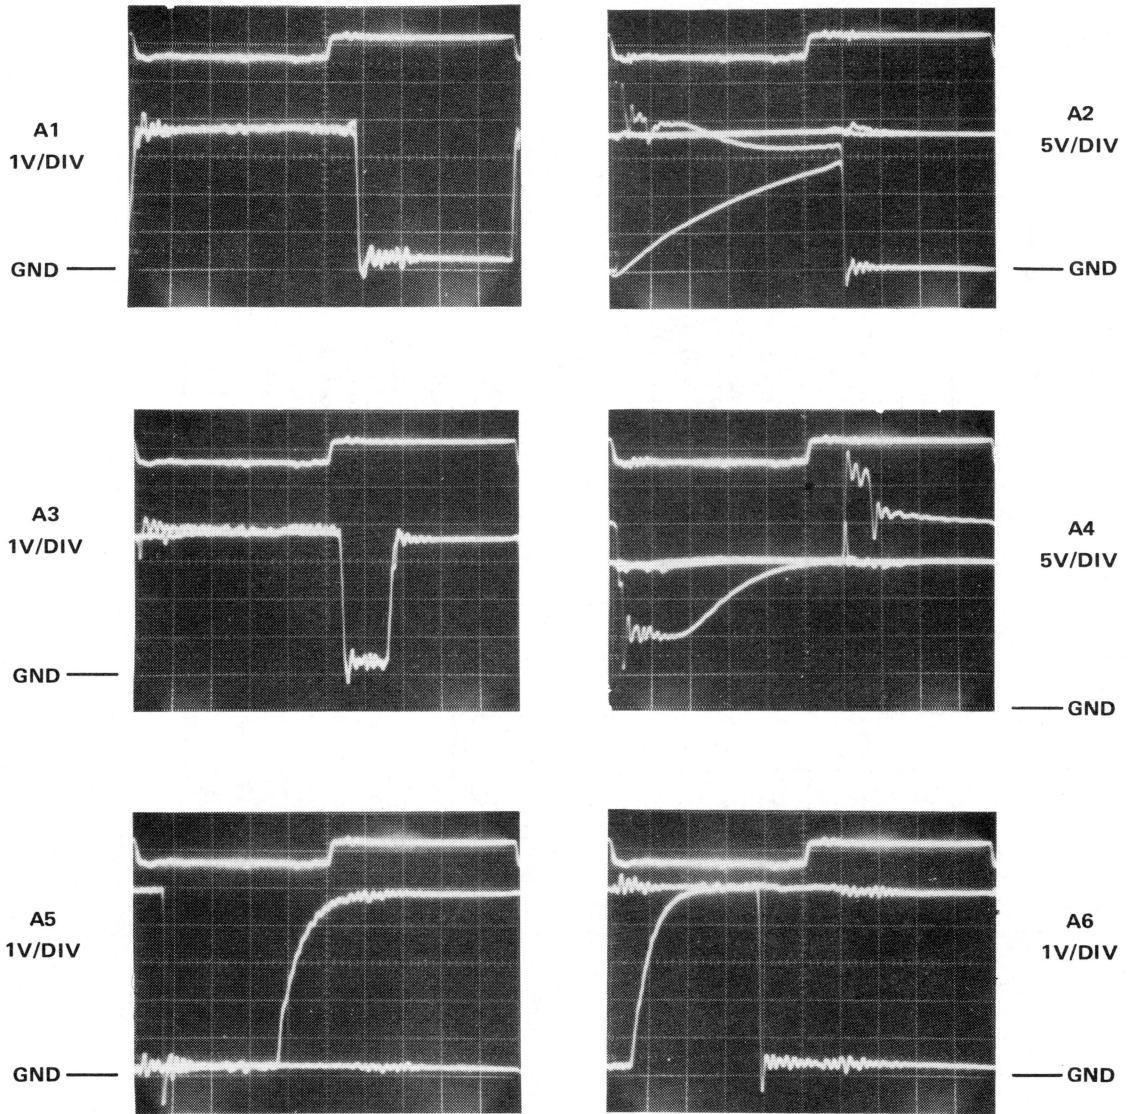 A1
1V/DIV
GND
A2
5V/DIV
GND
A3
1V/DIV
GND
A4
5V/DIV
GND
A5
1V/DIV
GND
A6
1V/DIV
GND